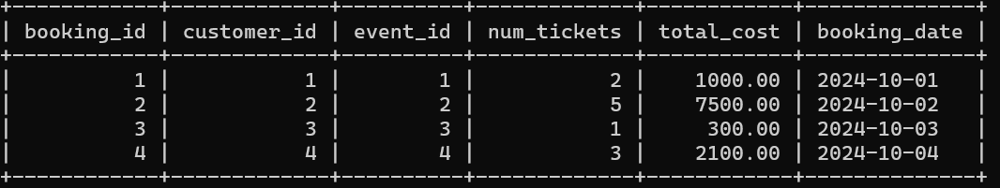 +------------+-------------+----------+-------------+------------+--------------+
| booking_id | customer_id | event_id | num_tickets | total_cost | booking_date |
+------------+-------------+----------+-------------+------------+--------------+
|          1 |           1 |        1 |           2 |    1000.00 | 2024-10-01   |
|          2 |           2 |        2 |           5 |    7500.00 | 2024-10-02   |
|          3 |           3 |        3 |           1 |     300.00 | 2024-10-03   |
|          4 |           4 |        4 |           3 |    2100.00 | 2024-10-04   |
+------------+-------------+----------+-------------+------------+--------------+